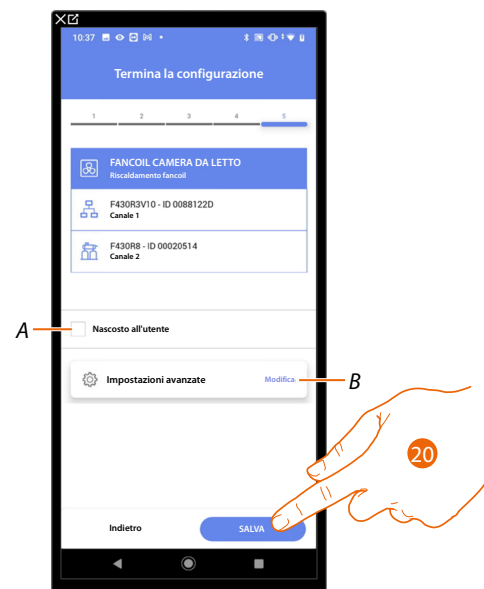 10:37
Termina la configurazione
1 2 3 4 5
FANCOIL CAMERA DA LETTO
Riscaldamento fancoil
F430R3V10 - ID 0088122D
Canale 1
F430R8 - ID 00020514
Canale 2
A
Nascosto all'utente
Impostazioni avanzate
Modifica
B
20
Indietro
SALVA